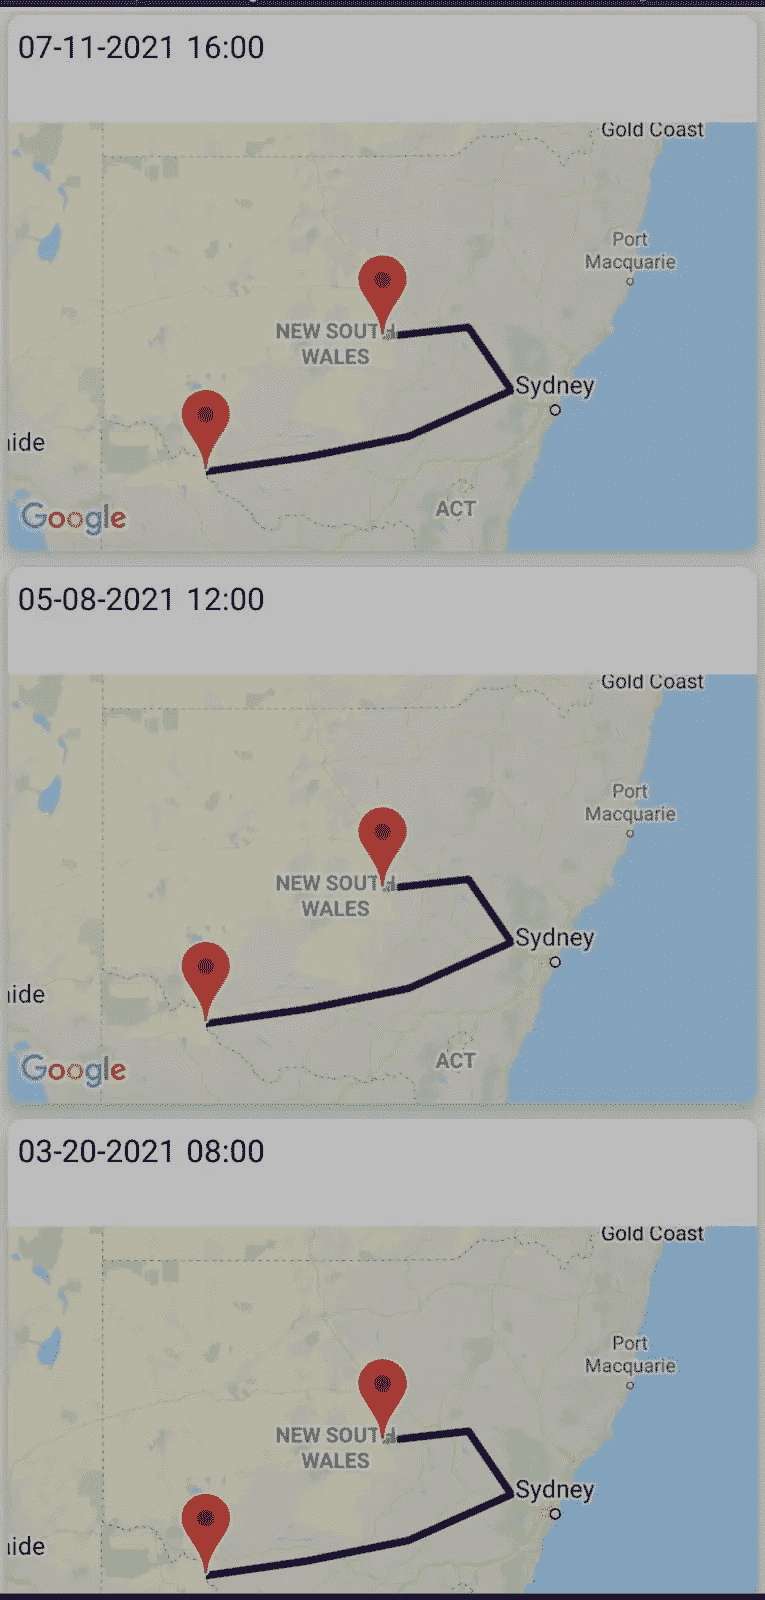 07-11-2021 16:00
Gold Coast
Port
Macquarie
NEW SOUTH
WALES
Sydney
ide
ACT
Google
05-08-2021 12:00
Gold Coast
Port
Macquarie
NEW SOUTH
WALES
Sydney
ide
ACT
Google
03-20-2021 08:00
Gold Coast
Port
Macquarie
NEW SOUTH
WALES
Sydney
ide